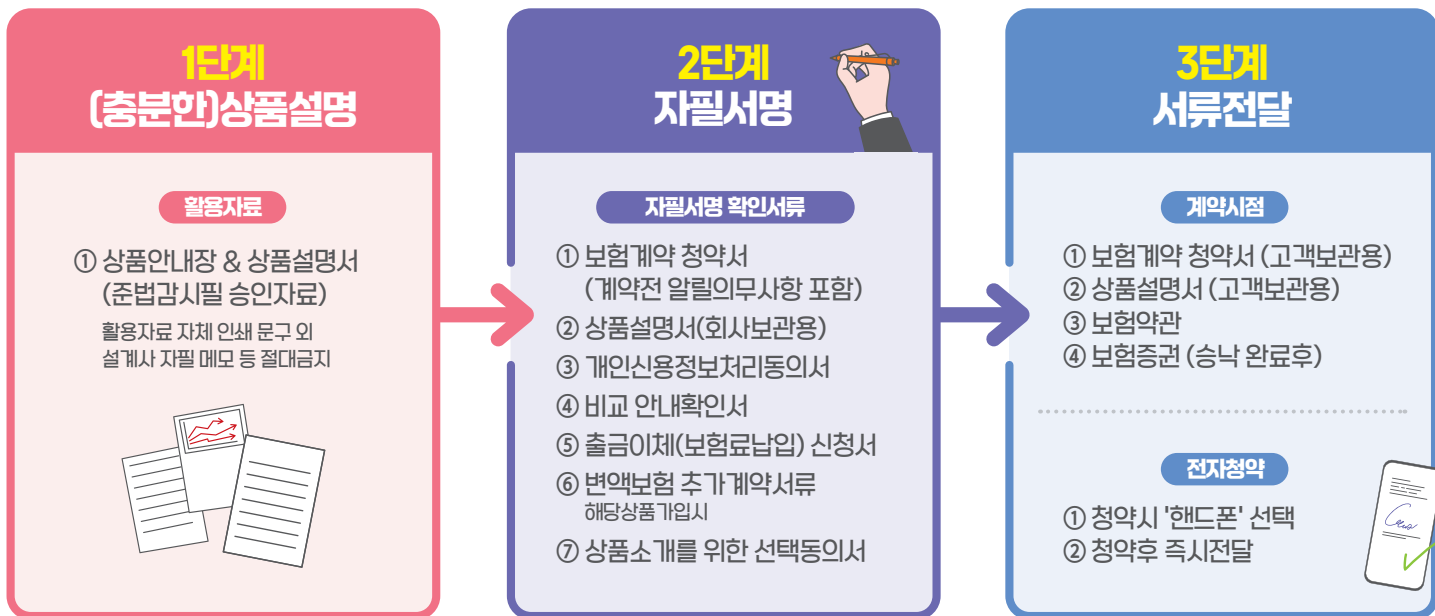 1단계
(충분한)상품설명
활용자료
① 상품안내장 & 상품설명서
(준법감시필 승인자료)
활용자료 자체 인쇄 문구 외
설계사 자필 메모 등 절대금지
2단계
자필서명
자필서명 확인서류
① 보험계약 청약서
(계약전 알릴의무사항 포함)
② 상품설명서(회사보관용)
③ 개인신용정보처리동의서
④ 비교 안내확인서
⑤ 출금이체(보험료납입) 신청서
⑥ 변액보험 추가계약서류
해당상품가입시
⑦ 상품소개를 위한 선택동의서
3단계
서류전달
계약시점
① 보험계약 청약서 (고객보관용)
② 상품설명서 (고객보관용)
③ 보험약관
④ 보험증권 (승낙 완료후)
전자청약
① 청약시 '핸드폰' 선택
② 청약후 즉시전달